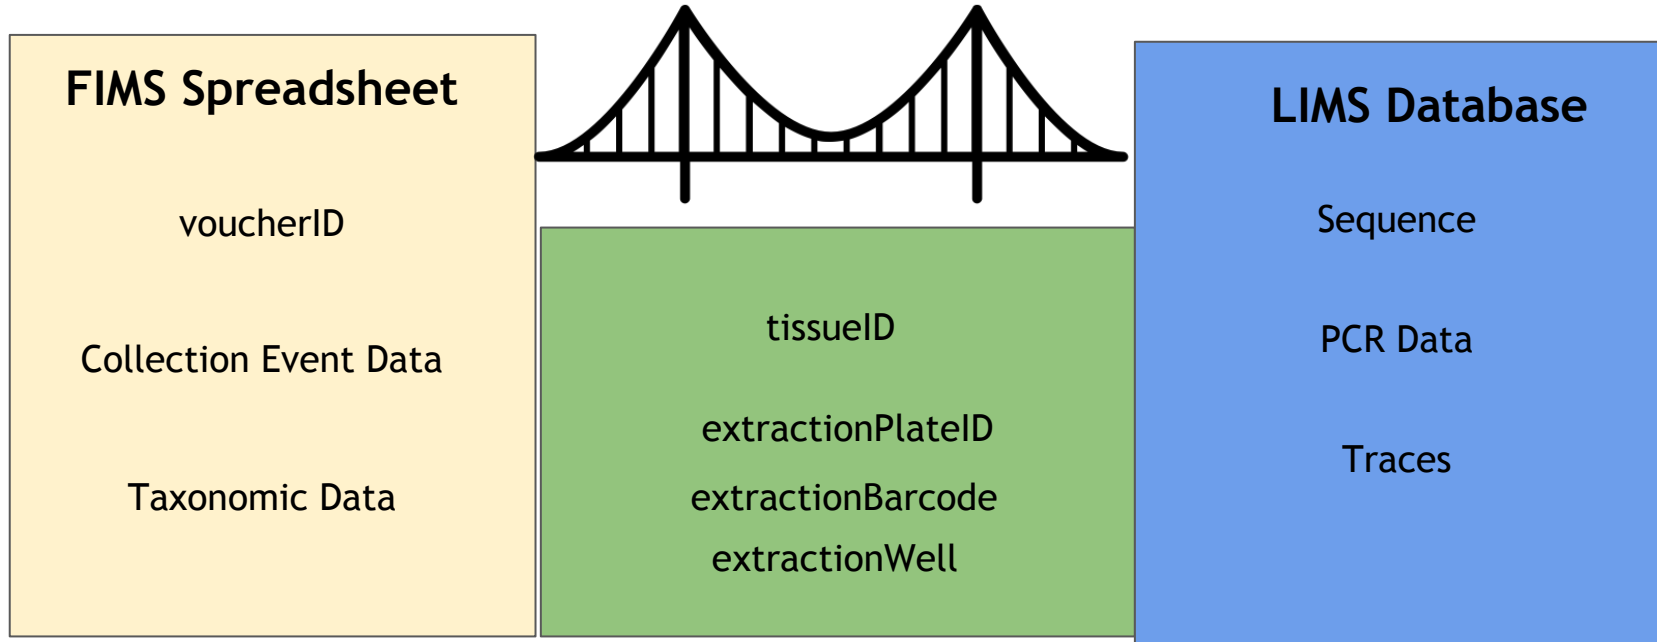 FIMS Spreadsheet
voucherID
Collection Event Data
Taxonomic Data
tissueID
extractionPlateID
extractionBarcode
extractionWell
LIMS Database
Sequence
PCR Data
Traces